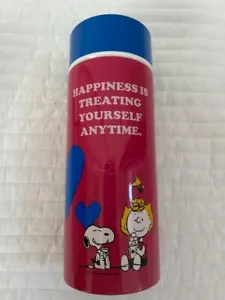 HAPPINESS IS
TREATING
YOURSELF
ANYTIME.